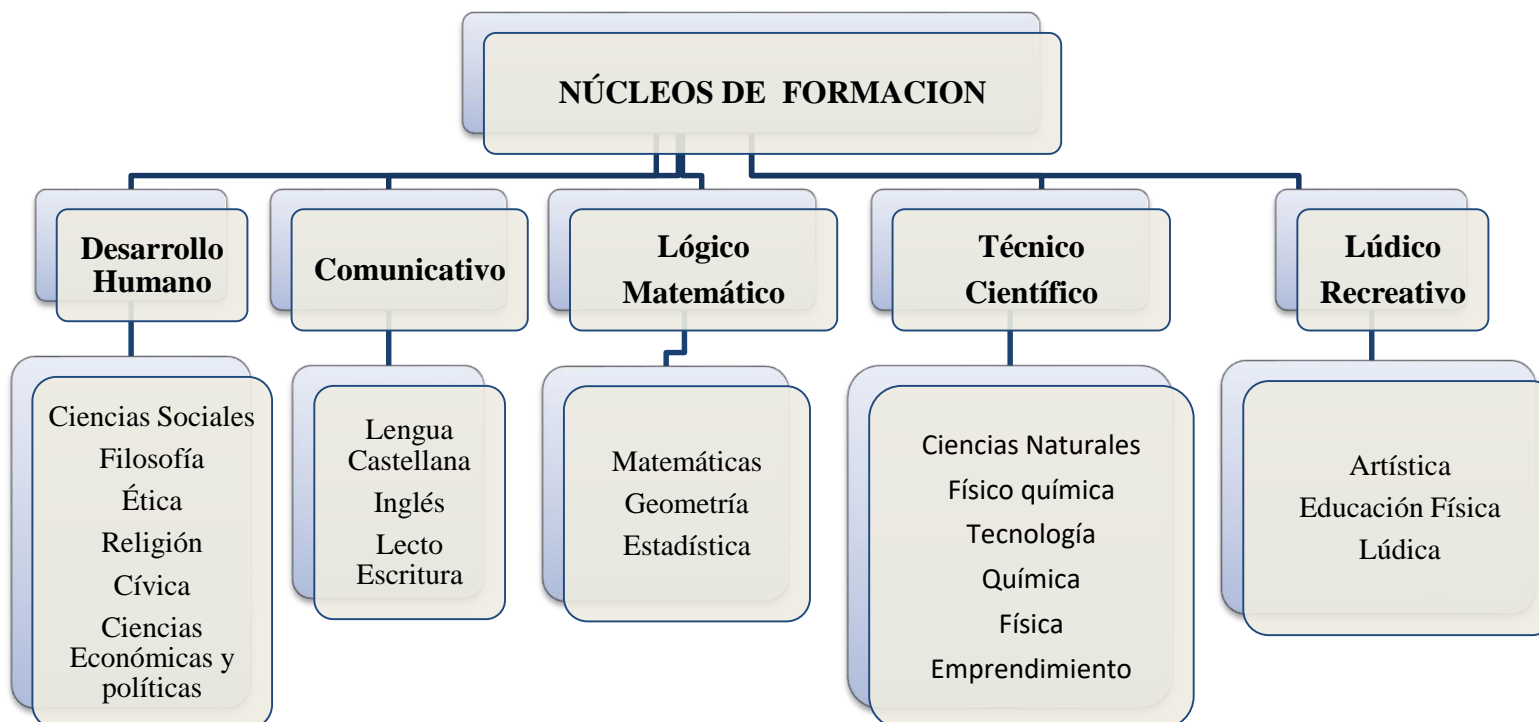 NÚCLEOS DE FORMACION
Desarrollo
Humano
Comunicativo
Lógico
Matemático
Técnico
Científico
Lúdico
Recreativo
Ciencias Sociales
Filosofía
Ética
Religión
Cívica
Ciencias
Económicas y
políticas
Lengua
Castellana
Inglés
Lecto
Escritura
Matemáticas
Geometría
Estadística
Ciencias Naturales
Físico química
Tecnología
Química
Física
Emprendimiento
Artística
Educación Física
Lúdica